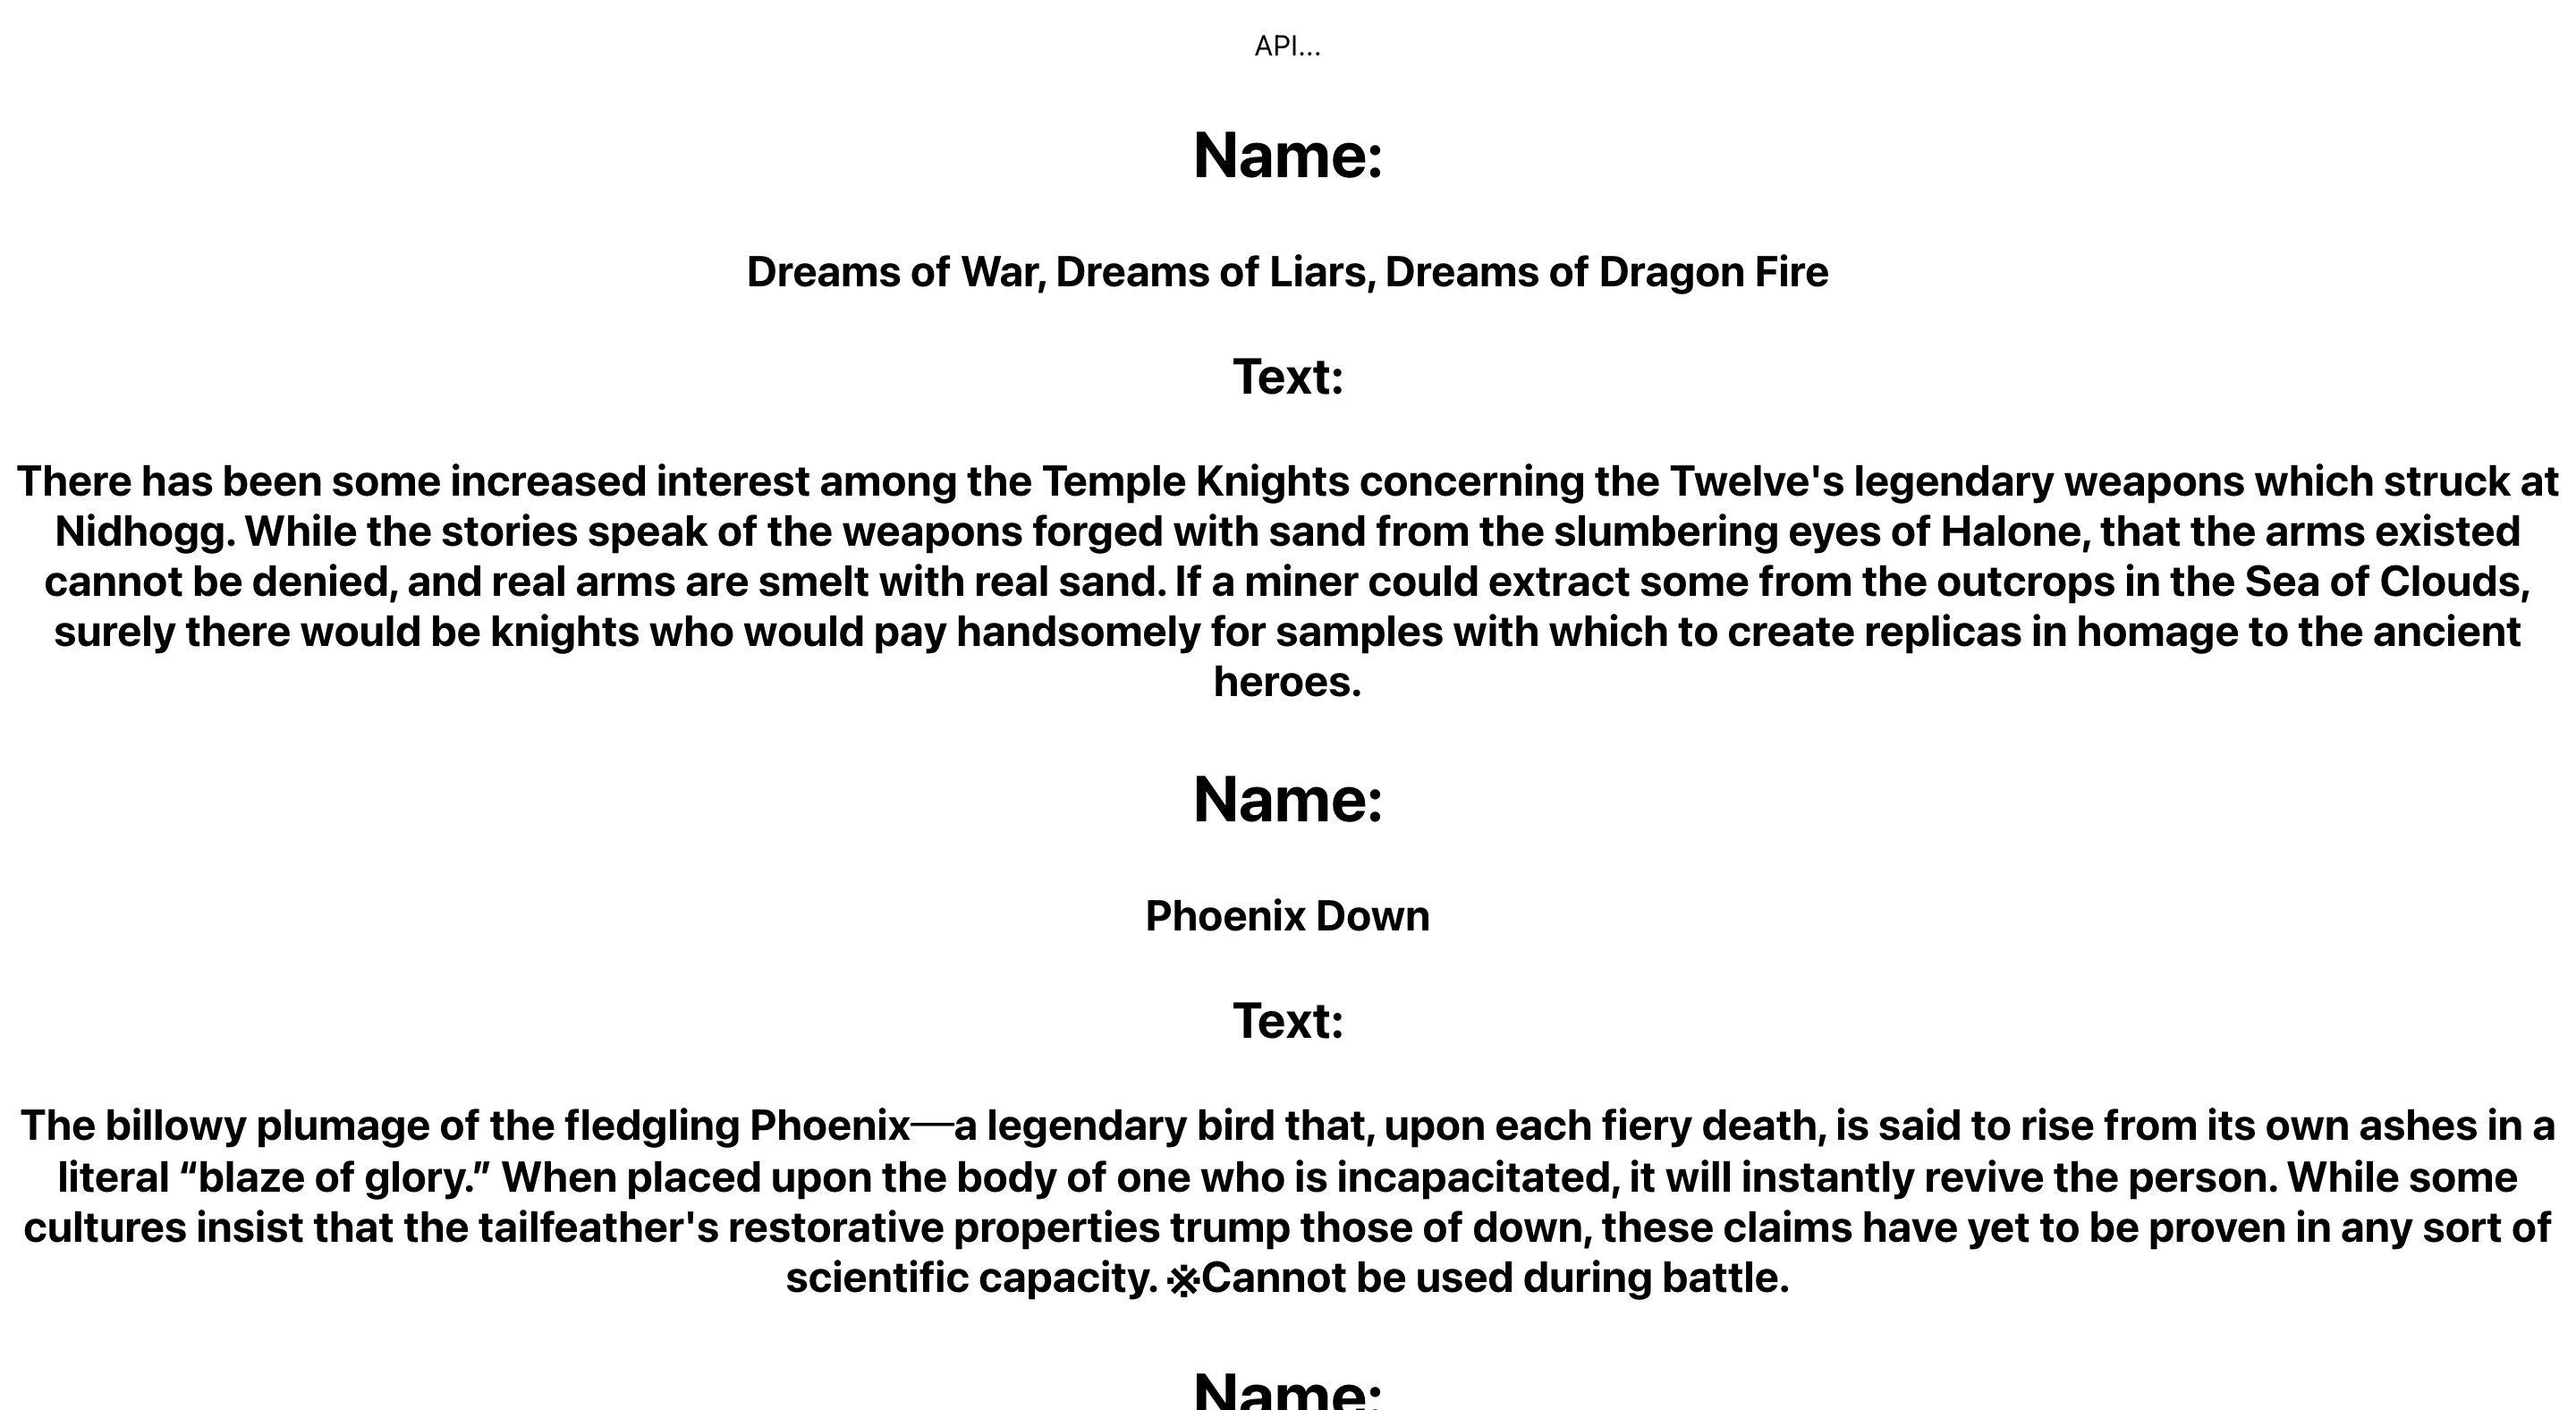 API...
Name:
Dreams of War, Dreams of Liars, Dreams of Dragon Fire
Text:
There has been some increased interest among the Temple Knights concerning the Twelve's legendary weapons which struck at
Nidhogg. While the stories speak of the weapons forged with sand from the slumbering eyes of Halone, that the arms existed
cannot be denied, and real arms are smelt with real sand. If a miner could extract some from the outcrops in the Sea of Clouds,
surely there would be knights who would pay handsomely for samples with which to create replicas in homage to the ancient
heroes.
Name:
Phoenix Down
Text:
The billowy plumage of the fledgling Phoenix─a legendary bird that, upon each fiery death, is said to rise from its own ashes in a
literal “blaze of glory.” When placed upon the body of one who is incapacitated, it will instantly revive the person. While some
cultures insist that the tailfeather's restorative properties trump those of down, these claims have yet to be proven in any sort of
scientific capacity. ※Cannot be used during battle.
Name: